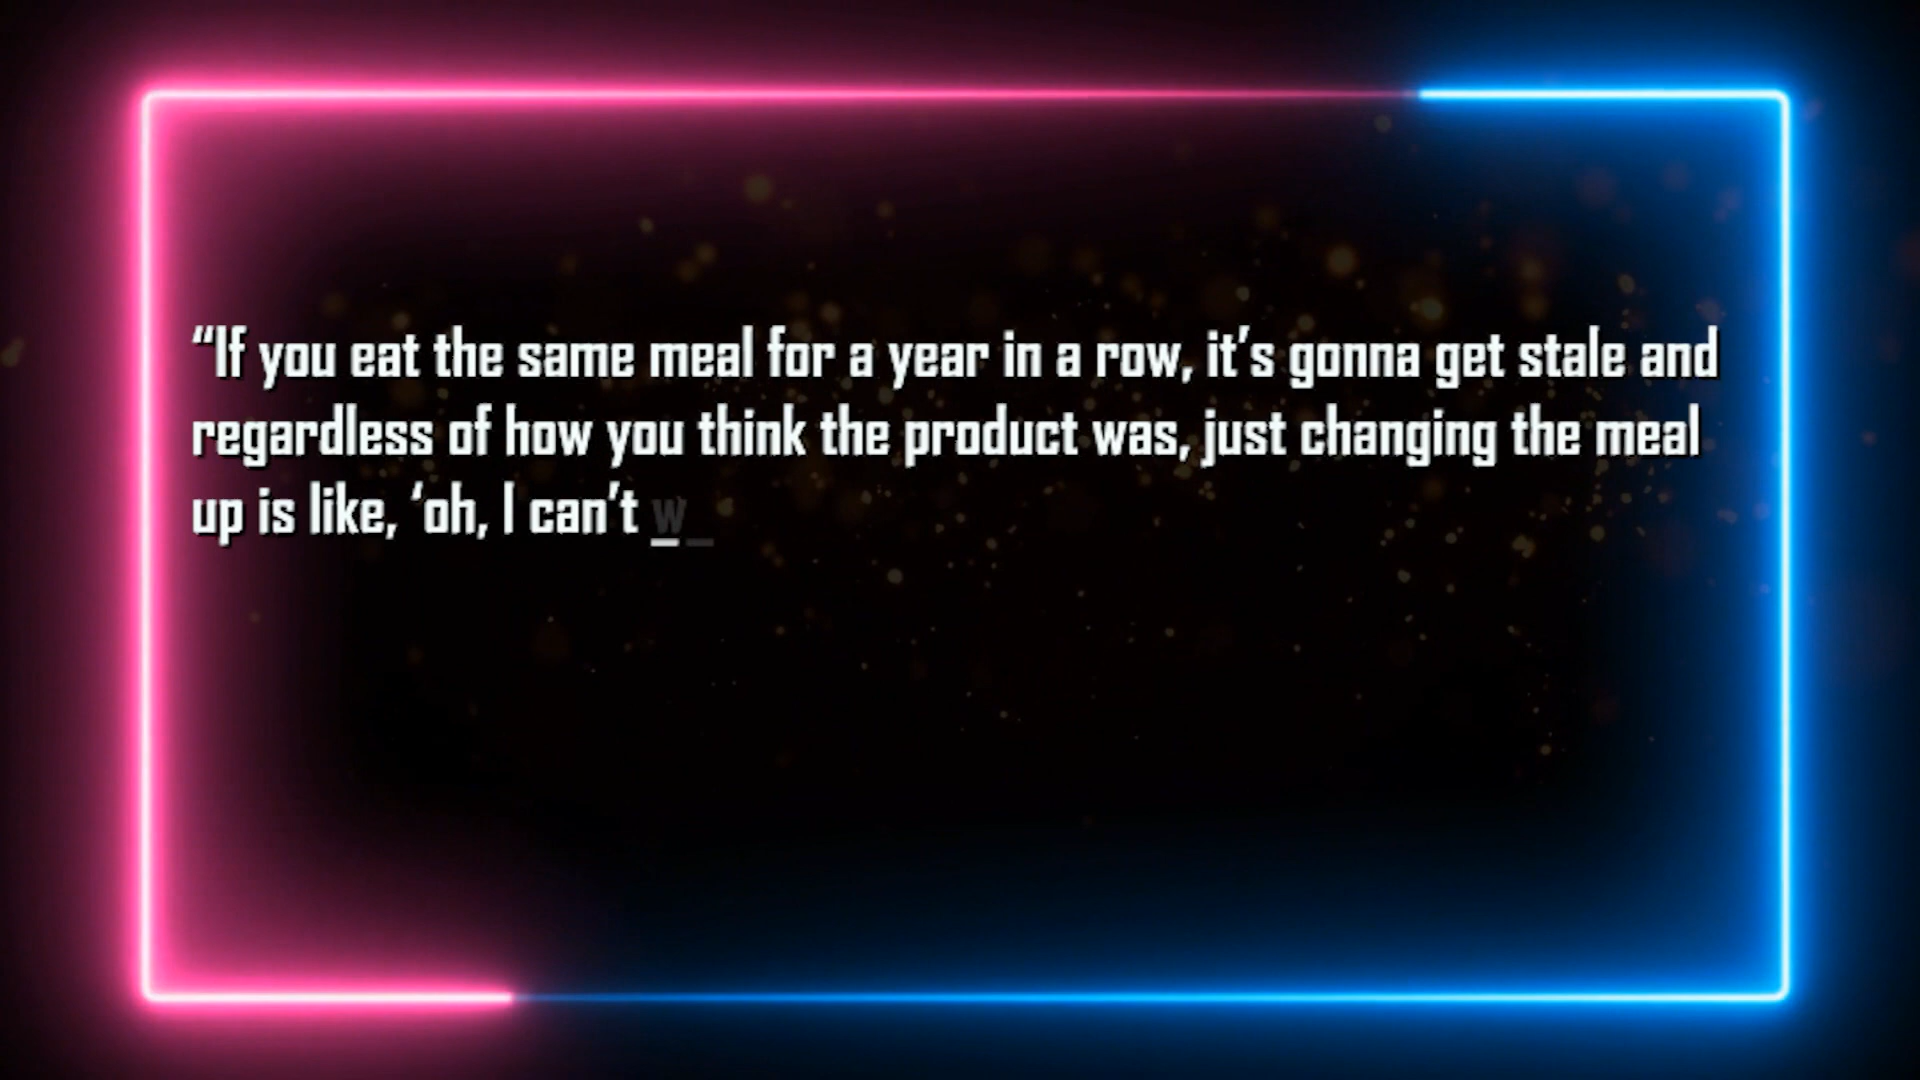 “If you eat the same meal for a year in a row, it’s gonna get stale and
regardless of how you think the product was, just changing the meal
up is like, ‘oh, I can’t w_